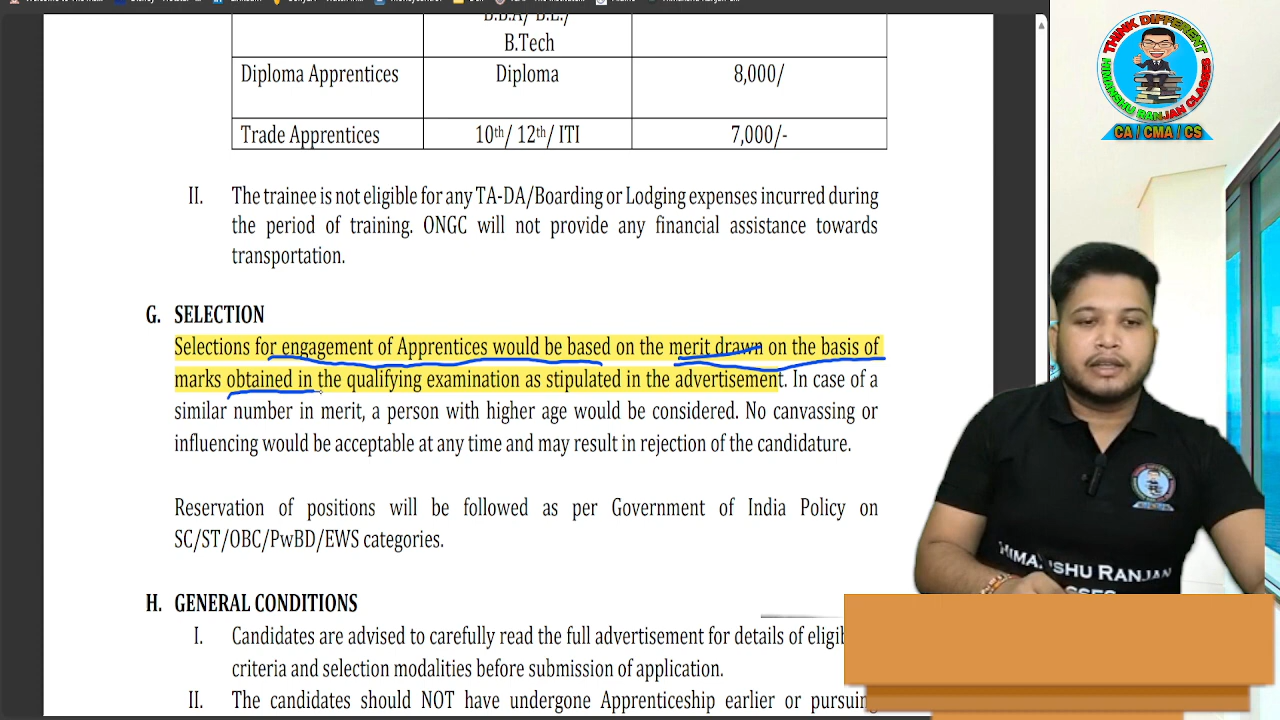 B.B.A/ B.E./
B.Tech
Diploma Apprentices Diploma 8,000/
Trade Apprentices 10th/ 12th/ ITI 7,000/-
II. The trainee is not eligible for any TA-DA/Boarding or Lodging expenses incurred during
the period of training. ONGC will not provide any financial assistance towards
transportation.
G. SELECTION
Selections for engagement of Apprentices would be based on the merit drawn on the basis of
marks obtained in the qualifying examination as stipulated in the advertisement. In case of a
similar number in merit, a person with higher age would be considered. No canvassing or
influencing would be acceptable at any time and may result in rejection of the candidature.
Reservation of positions will be followed as per Government of India Policy on
SC/ST/OBC/PwBD/EWS categories.
H. GENERAL CONDITIONS
I. Candidates are advised to carefully read the full advertisement for details of
criteria and selection modalities before submission of application.
II. The candidates should NOT have undergone Apprenticeship earlier or pursuing
THINK DIFFERENT
HIMANSHU RANJAN CLASSES
CA / CMA / CS
HIMANSHU RANJAN